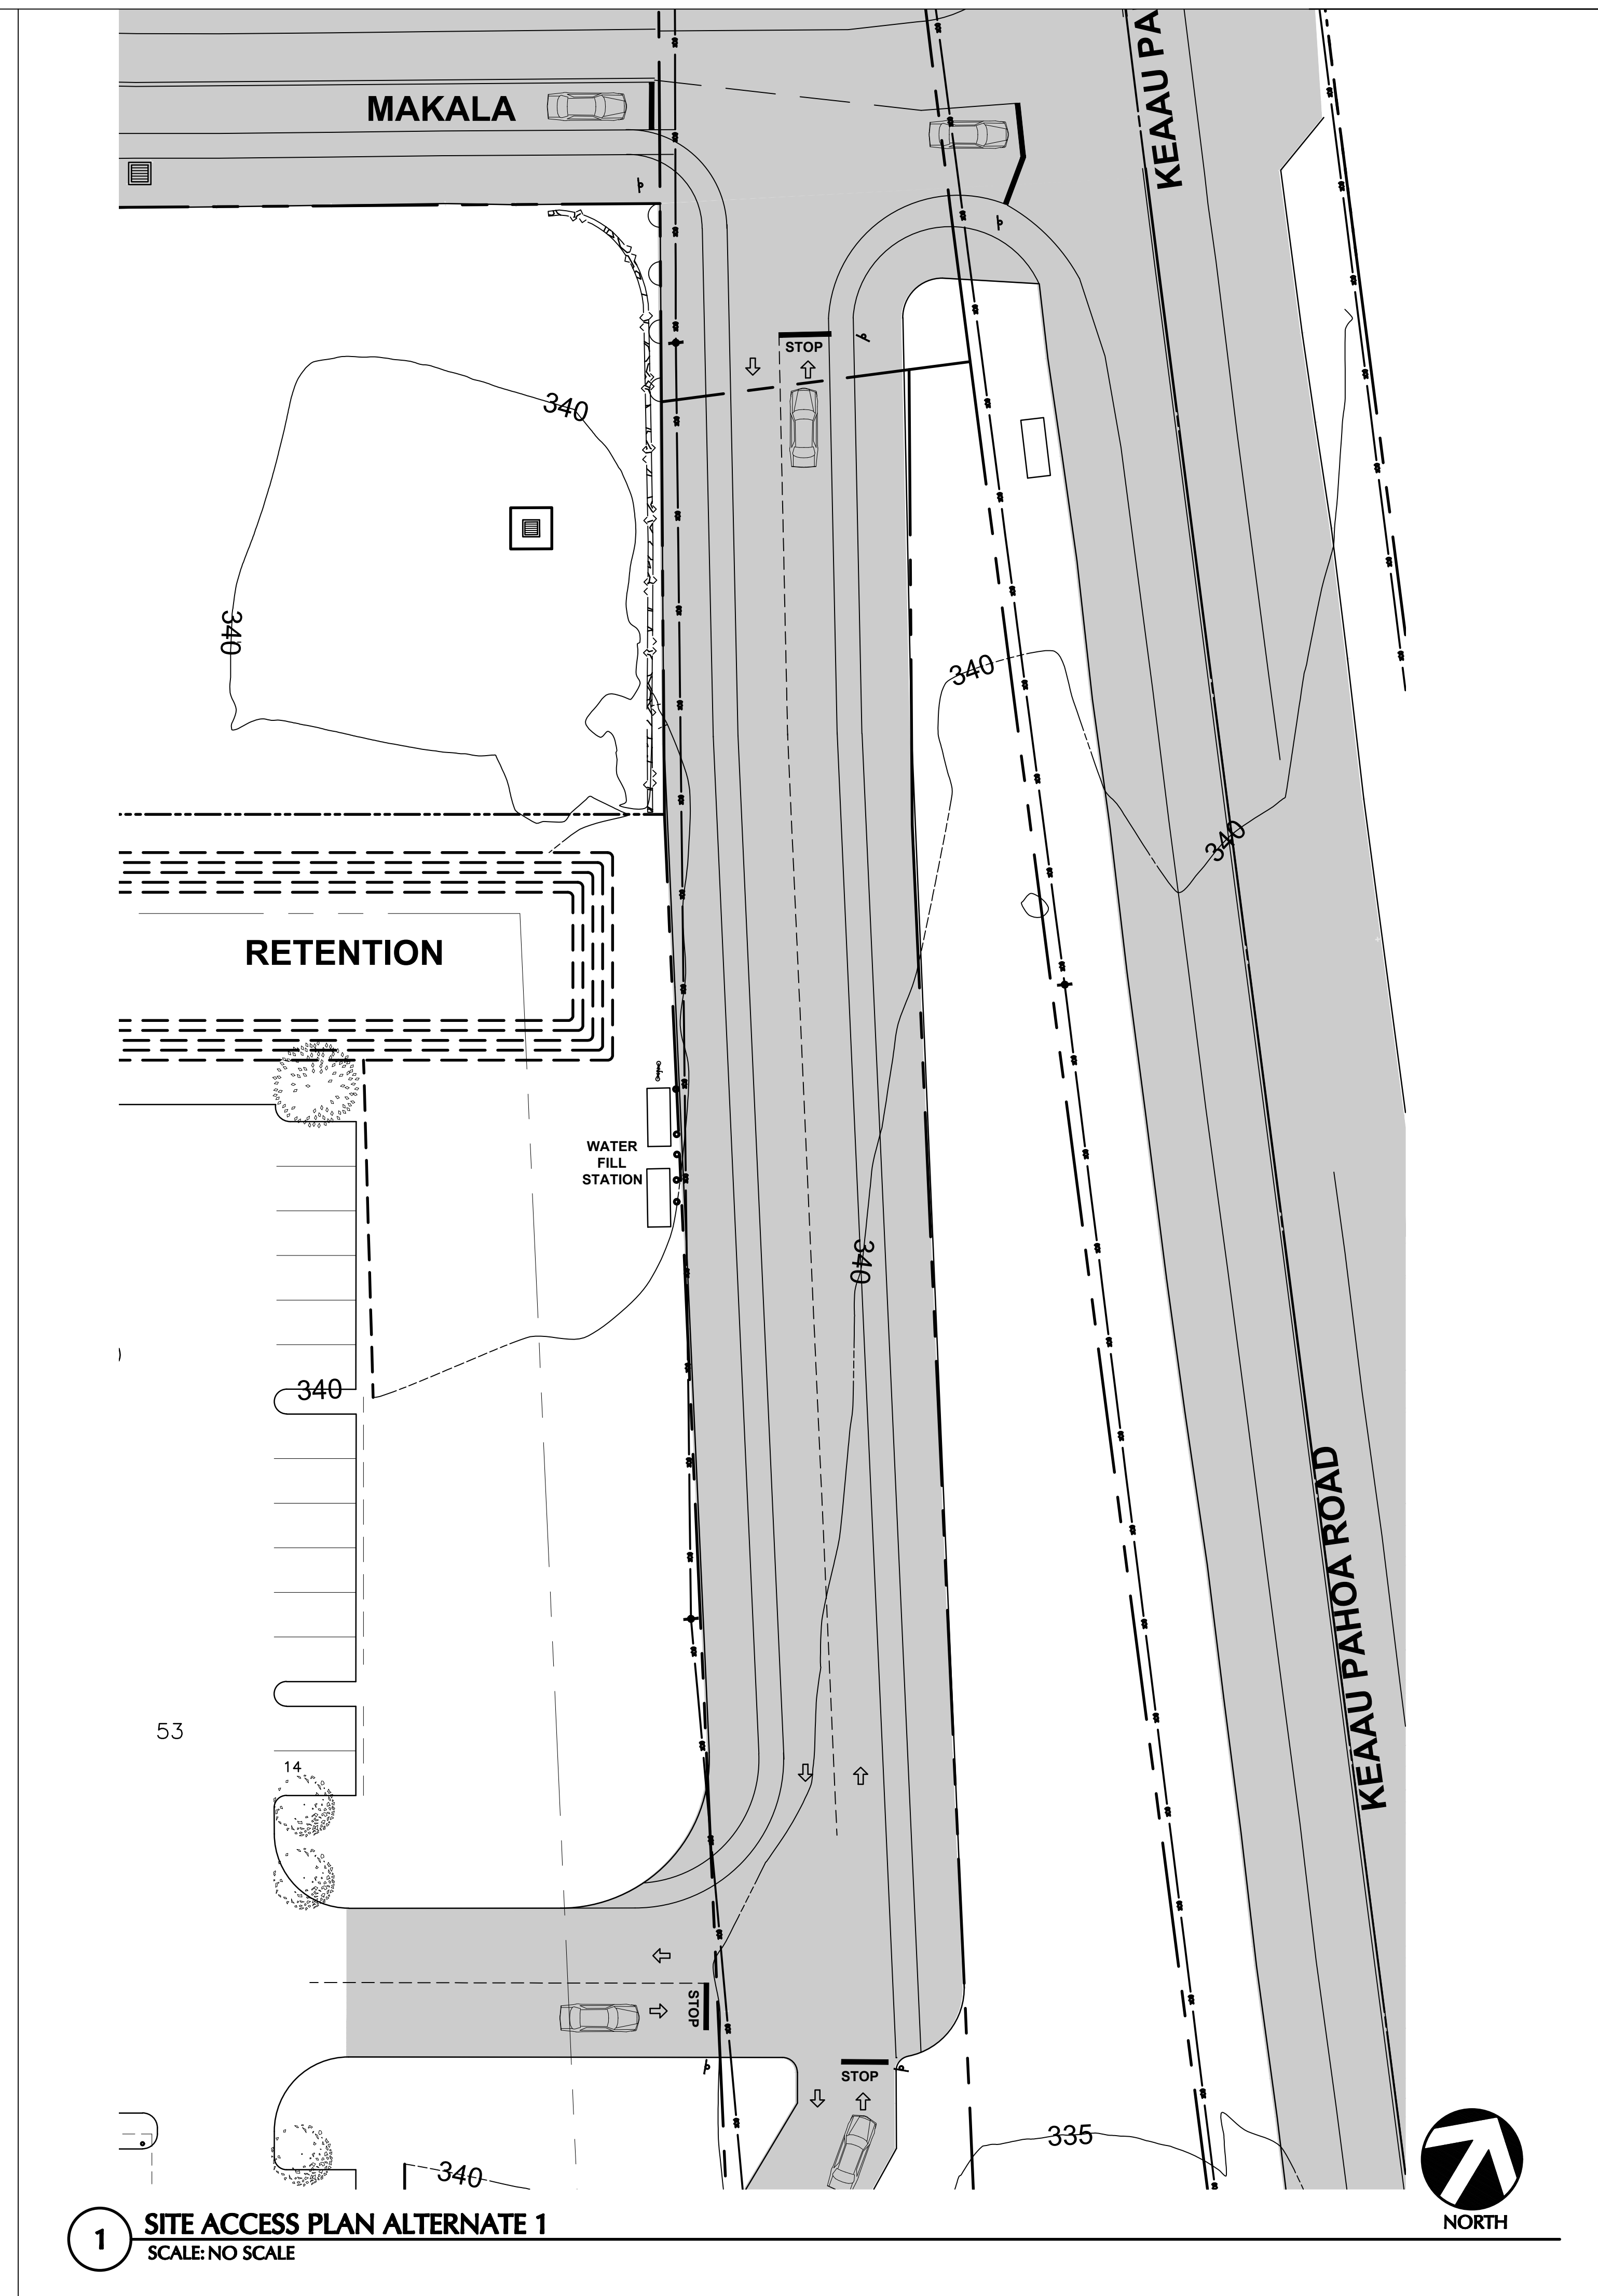 KEAAU PA
MAKALA
STOP
340
340
340
340
RETENTION
WATER
FILL
STATION
340
340
KEAAU PAHOA ROAD
53
14
STOP
STOP
335
340
NORTH
1
SITE ACCESS PLAN ALTERNATE 1
SCALE: NO SCALE